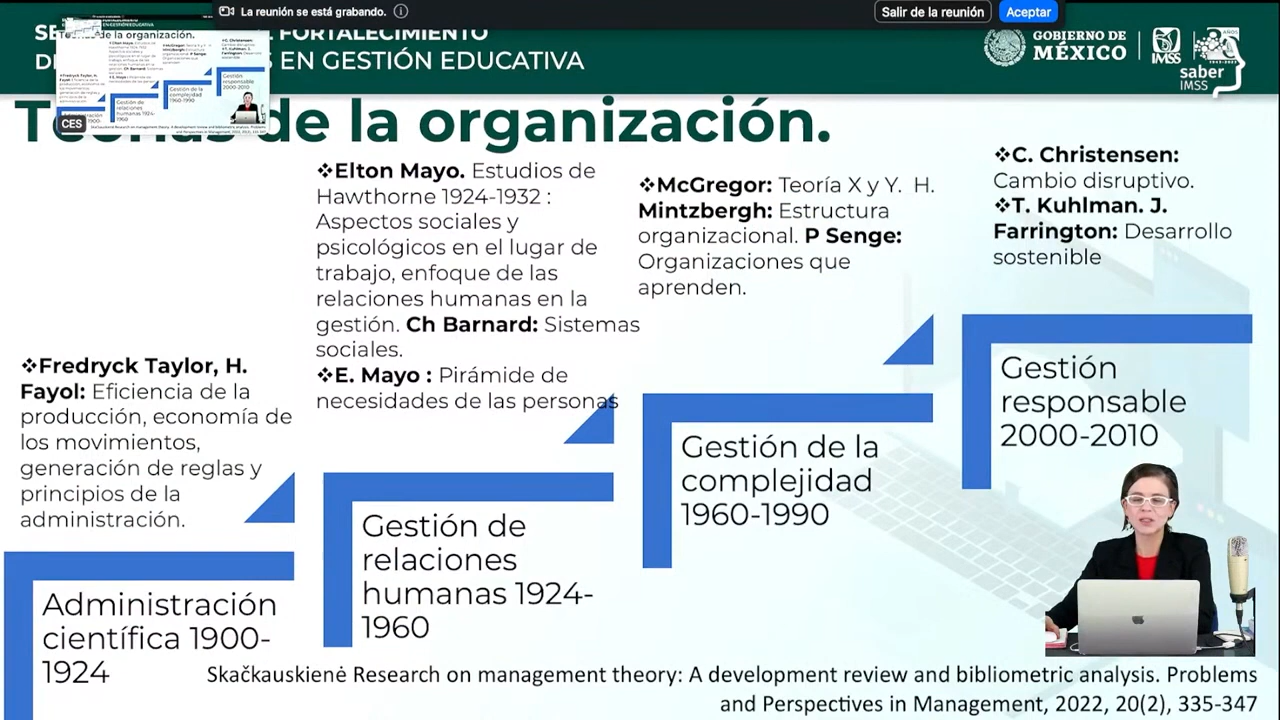 La reunión se está grabando.
Salir de la reunión
Aceptar
FORTALECIMIENTO
EN GESTIÓN EDUCA
GOBIERNO DE
MÉXICO
IMSS
saber
IMSS
Teorías de la organización.
CES
❖Elton Mayo. Estudios de
Hawthorne 1924-1932 :
Aspectos sociales y
psicológicos en el lugar de
trabajo, enfoque de las
relaciones humanas en la
gestión. Ch Barnard: Sistemas
sociales.
❖E. Mayo : Pirámide de
necesidades de las personas
❖McGregor: Teoría X y Y. H.
Mintzbergh: Estructura
organizacional. P Senge:
Organizaciones que
aprenden.
❖C. Christensen:
Cambio disruptivo.
❖T. Kuhlman. J.
Farrington: Desarrollo
sostenible
❖Fredryck Taylor, H.
Fayol: Eficiencia de la
producción, economía de
los movimientos,
generación de reglas y
principios de la
administración.
Administración
científica 1900-
1924
Gestión de
relaciones
humanas 1924-
1960
Gestión de la
complejidad
1960-1990
Gestión
responsable
2000-2010
Skačkauskienė Research on management theory: A development review and bibliometric analysis. Problems
and Perspectives in Management, 2022, 20(2), 335-347